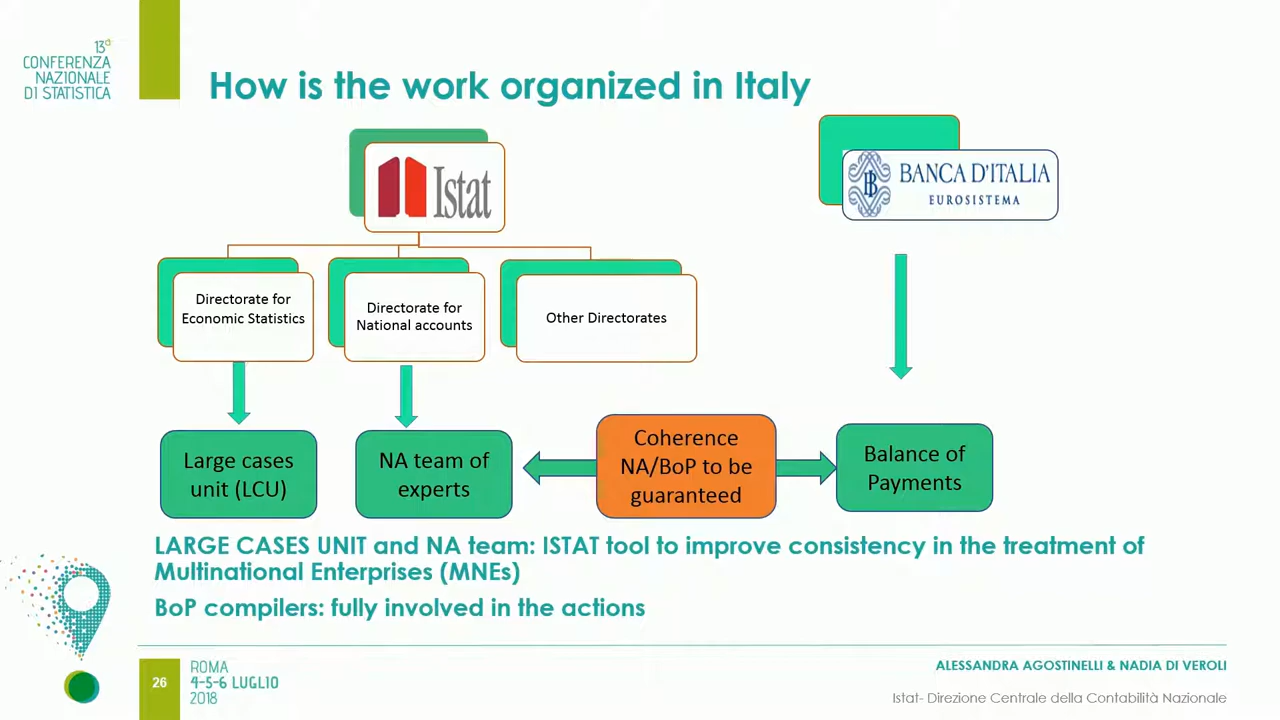 13ª
CONFERENZA
NAZIONALE
DI STATISTICA
How is the work organized in Italy
Istat
BANCA D'ITALIA
EUROSISTEMA
Directorate for
Economic Statistics
Directorate for
National accounts
Other Directorates
Large cases
unit (LCU)
NA team of
experts
Coherence
NA/BoP to be
guaranteed
Balance of
Payments
LARGE CASES UNIT and NA team: ISTAT tool to improve consistency in the treatment of
Multinational Enterprises (MNEs)
BoP compilers: fully involved in the actions
26
ROMA
4-5-6 LUGLIO
2018
ALESSANDRA AGOSTINELLI & NADIA DI VEROLI
Istat- Direzione Centrale della Contabilità Nazionale